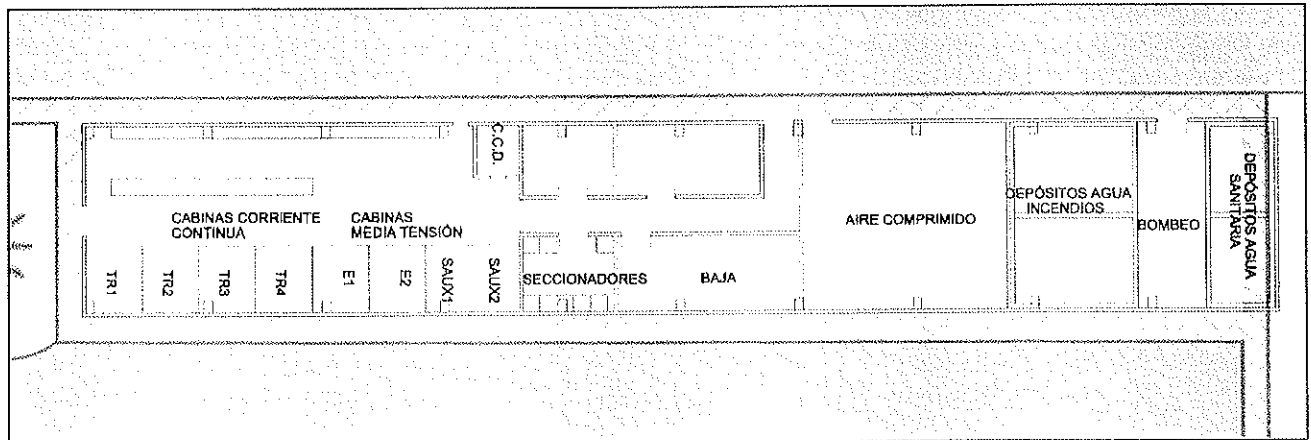 C.C.D.
CABINAS CORRIENTE
CONTINUA
CABINAS
MEDIA TENSIÓN
TR1
TR2
TR3
TR4
E1
E2
SAUX1
SAUX2
SECCIONADORES
BAJA
AIRE COMPRIMIDO
DEPÓSITOS AGUA
INCENDIOS
BOMBEO
DEPÓSITOS AGUA
SANITARIA